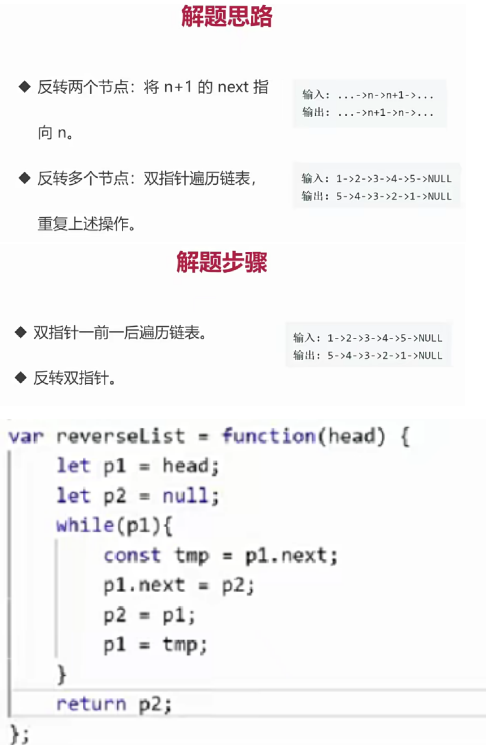 解题思路
◆ 反转两个节点：将 n+1 的 next 指
向 n。
输入: ...->n->n+1->...
输出: ...->n+1->n->...
◆ 反转多个节点：双指针遍历链表，
重复上述操作。
输入: 1->2->3->4->5->NULL
输出: 5->4->3->2->1->NULL
解题步骤
◆ 双指针一前一后遍历链表。
◆ 反转双指针。
输入: 1->2->3->4->5->NULL
输出: 5->4->3->2->1->NULL
var reverseList = function(head) {
    let p1 = head;
    let p2 = null;
    while(p1){
        const tmp = p1.next;
        p1.next = p2;
        p2 = p1;
        p1 = tmp;
    }
    return p2;
};